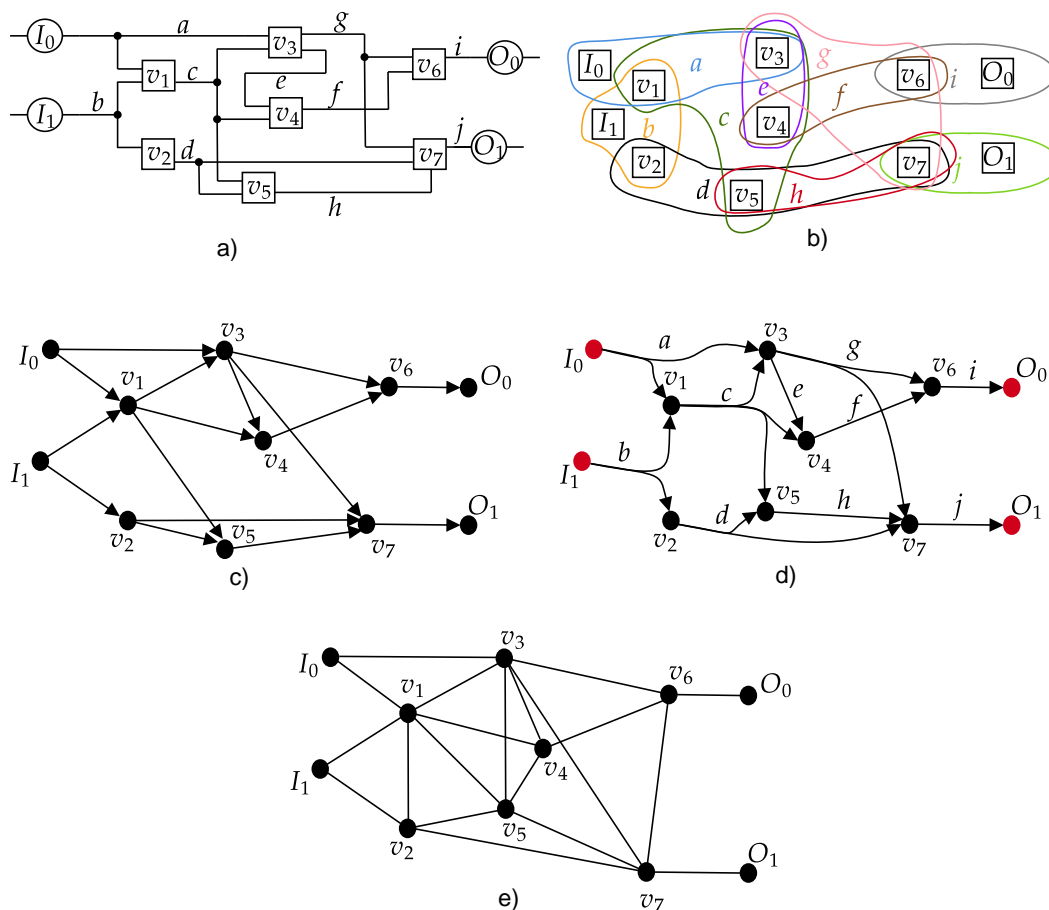 I0 a v3 g v6 i O0
v1 c e f
I1 b v4 j O1
v2 d v5 v7
h
a)
I0 v3 g v6 i O0
v1 a e f
I1 b c v4
v2 d v5 h v7 j O1
b)
I0 v3
v1 v6 O0
I1 v4
v2 v5 v7 O1
c)
I0 a v3 g v6 i O0
v1 c e f
I1 b v4
v2 d v5 h v7 j O1
d)
I0 v3
v1 v6 O0
I1 v4
v2 v5 O1
v7
e)